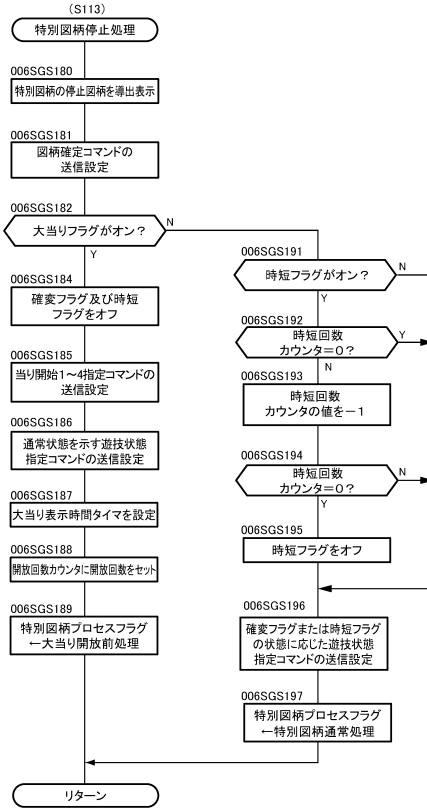 (S113)
特別図柄停止処理
006SGS180
特別図柄の停止図柄を導出表示
006SGS181
図柄確定コマンドの
送信設定
006SGS182
大当りフラグがオン？
N
Y
006SGS184
確変フラグ及び時短
フラグをオフ
006SGS185
当り開始1～4指定コマンドの
送信設定
006SGS186
通常状態を示す遊技状態
指定コマンドの送信設定
006SGS187
大当り表示時間タイマを設定
006SGS188
開放回数カウンタに開放回数をセット
006SGS189
特別図柄プロセスフラグ
←大当り開放前処理
006SGS191
時短フラグがオン？
N
Y
006SGS192
時短回数
カウンタ=0？
Y
N
006SGS193
時短回数
カウンタの値を－1
006SGS194
時短回数
カウンタ=0？
N
Y
006SGS195
時短フラグをオフ
006SGS196
確変フラグまたは時短フラグ
の状態に応じた遊技状態
指定コマンドの送信設定
006SGS197
特別図柄プロセスフラグ
←特別図柄通常処理
リターン